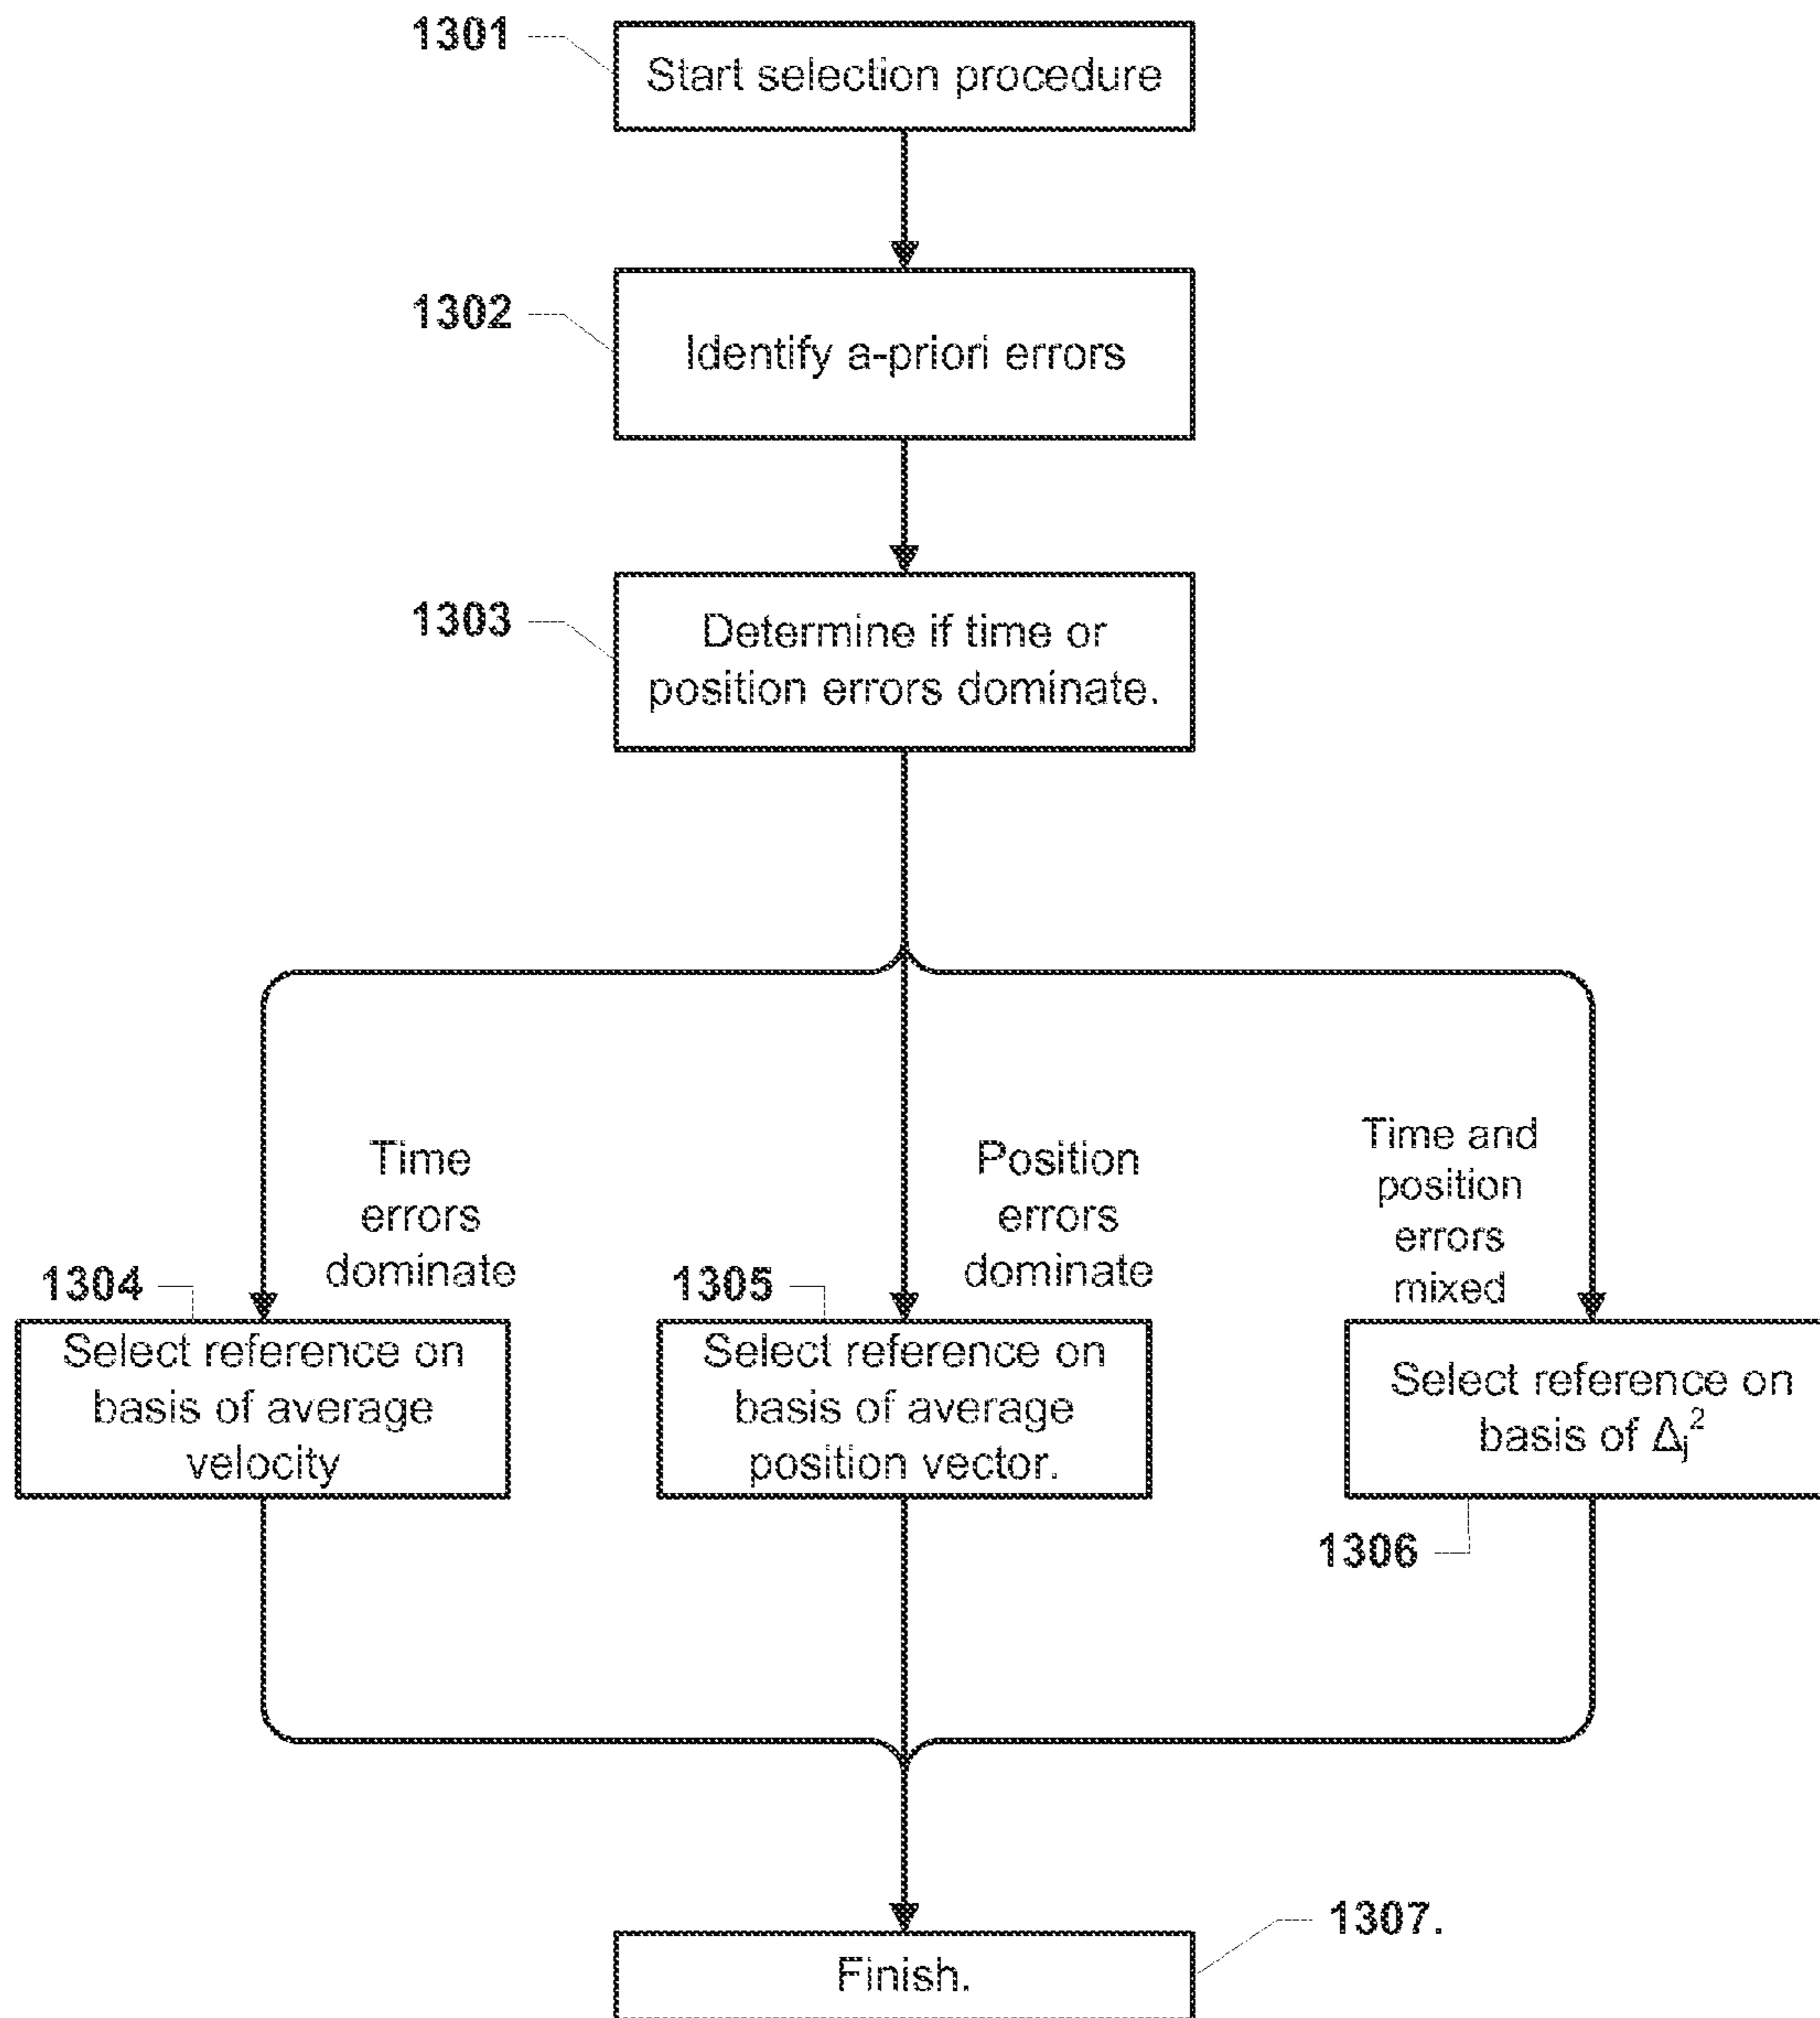 1301
Start selection procedure
1302
Identify a-priori errors
1303
Determine if time or
position errors dominate.
Time
errors
dominate
Position
errors
dominate
Time and
position
errors
mixed
1304
Select reference on
basis of average
velocity
1305
Select reference on
basis of average
position vector.
Select reference on
basis of Δⱼ²
1306
1307.
Finish.